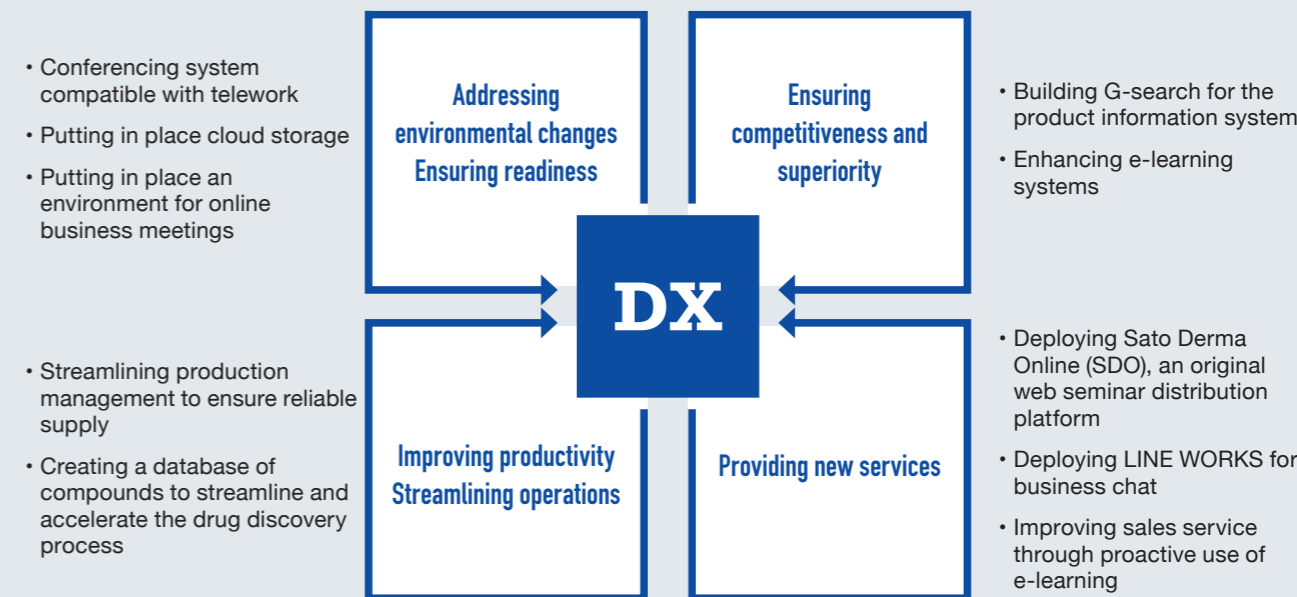 • Conferencing system
compatible with telework
• Putting in place cloud storage
• Putting in place an
environment for online
business meetings
Addressing
environmental changes
Ensuring readiness
Ensuring
competitiveness and
superiority
• Building G-search for the
product information system
• Enhancing e-learning
systems
DX
• Streamlining production
management to ensure reliable
supply
• Creating a database of
compounds to streamline and
accelerate the drug discovery
process
Improving productivity
Streamlining operations
Providing new services
• Deploying Sato Derma
Online (SDO), an original
web seminar distribution
platform
• Deploying LINE WORKS for
business chat
• Improving sales service
through proactive use of
e-learning